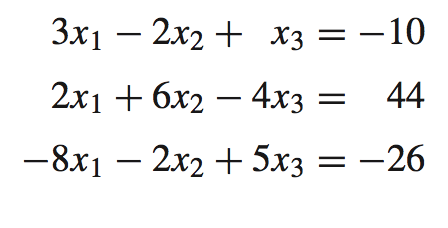 3x₁ − 2x₂ + x₃ = −10
2x₁ + 6x₂ − 4x₃ = 44
−8x₁ − 2x₂ + 5x₃ = −26